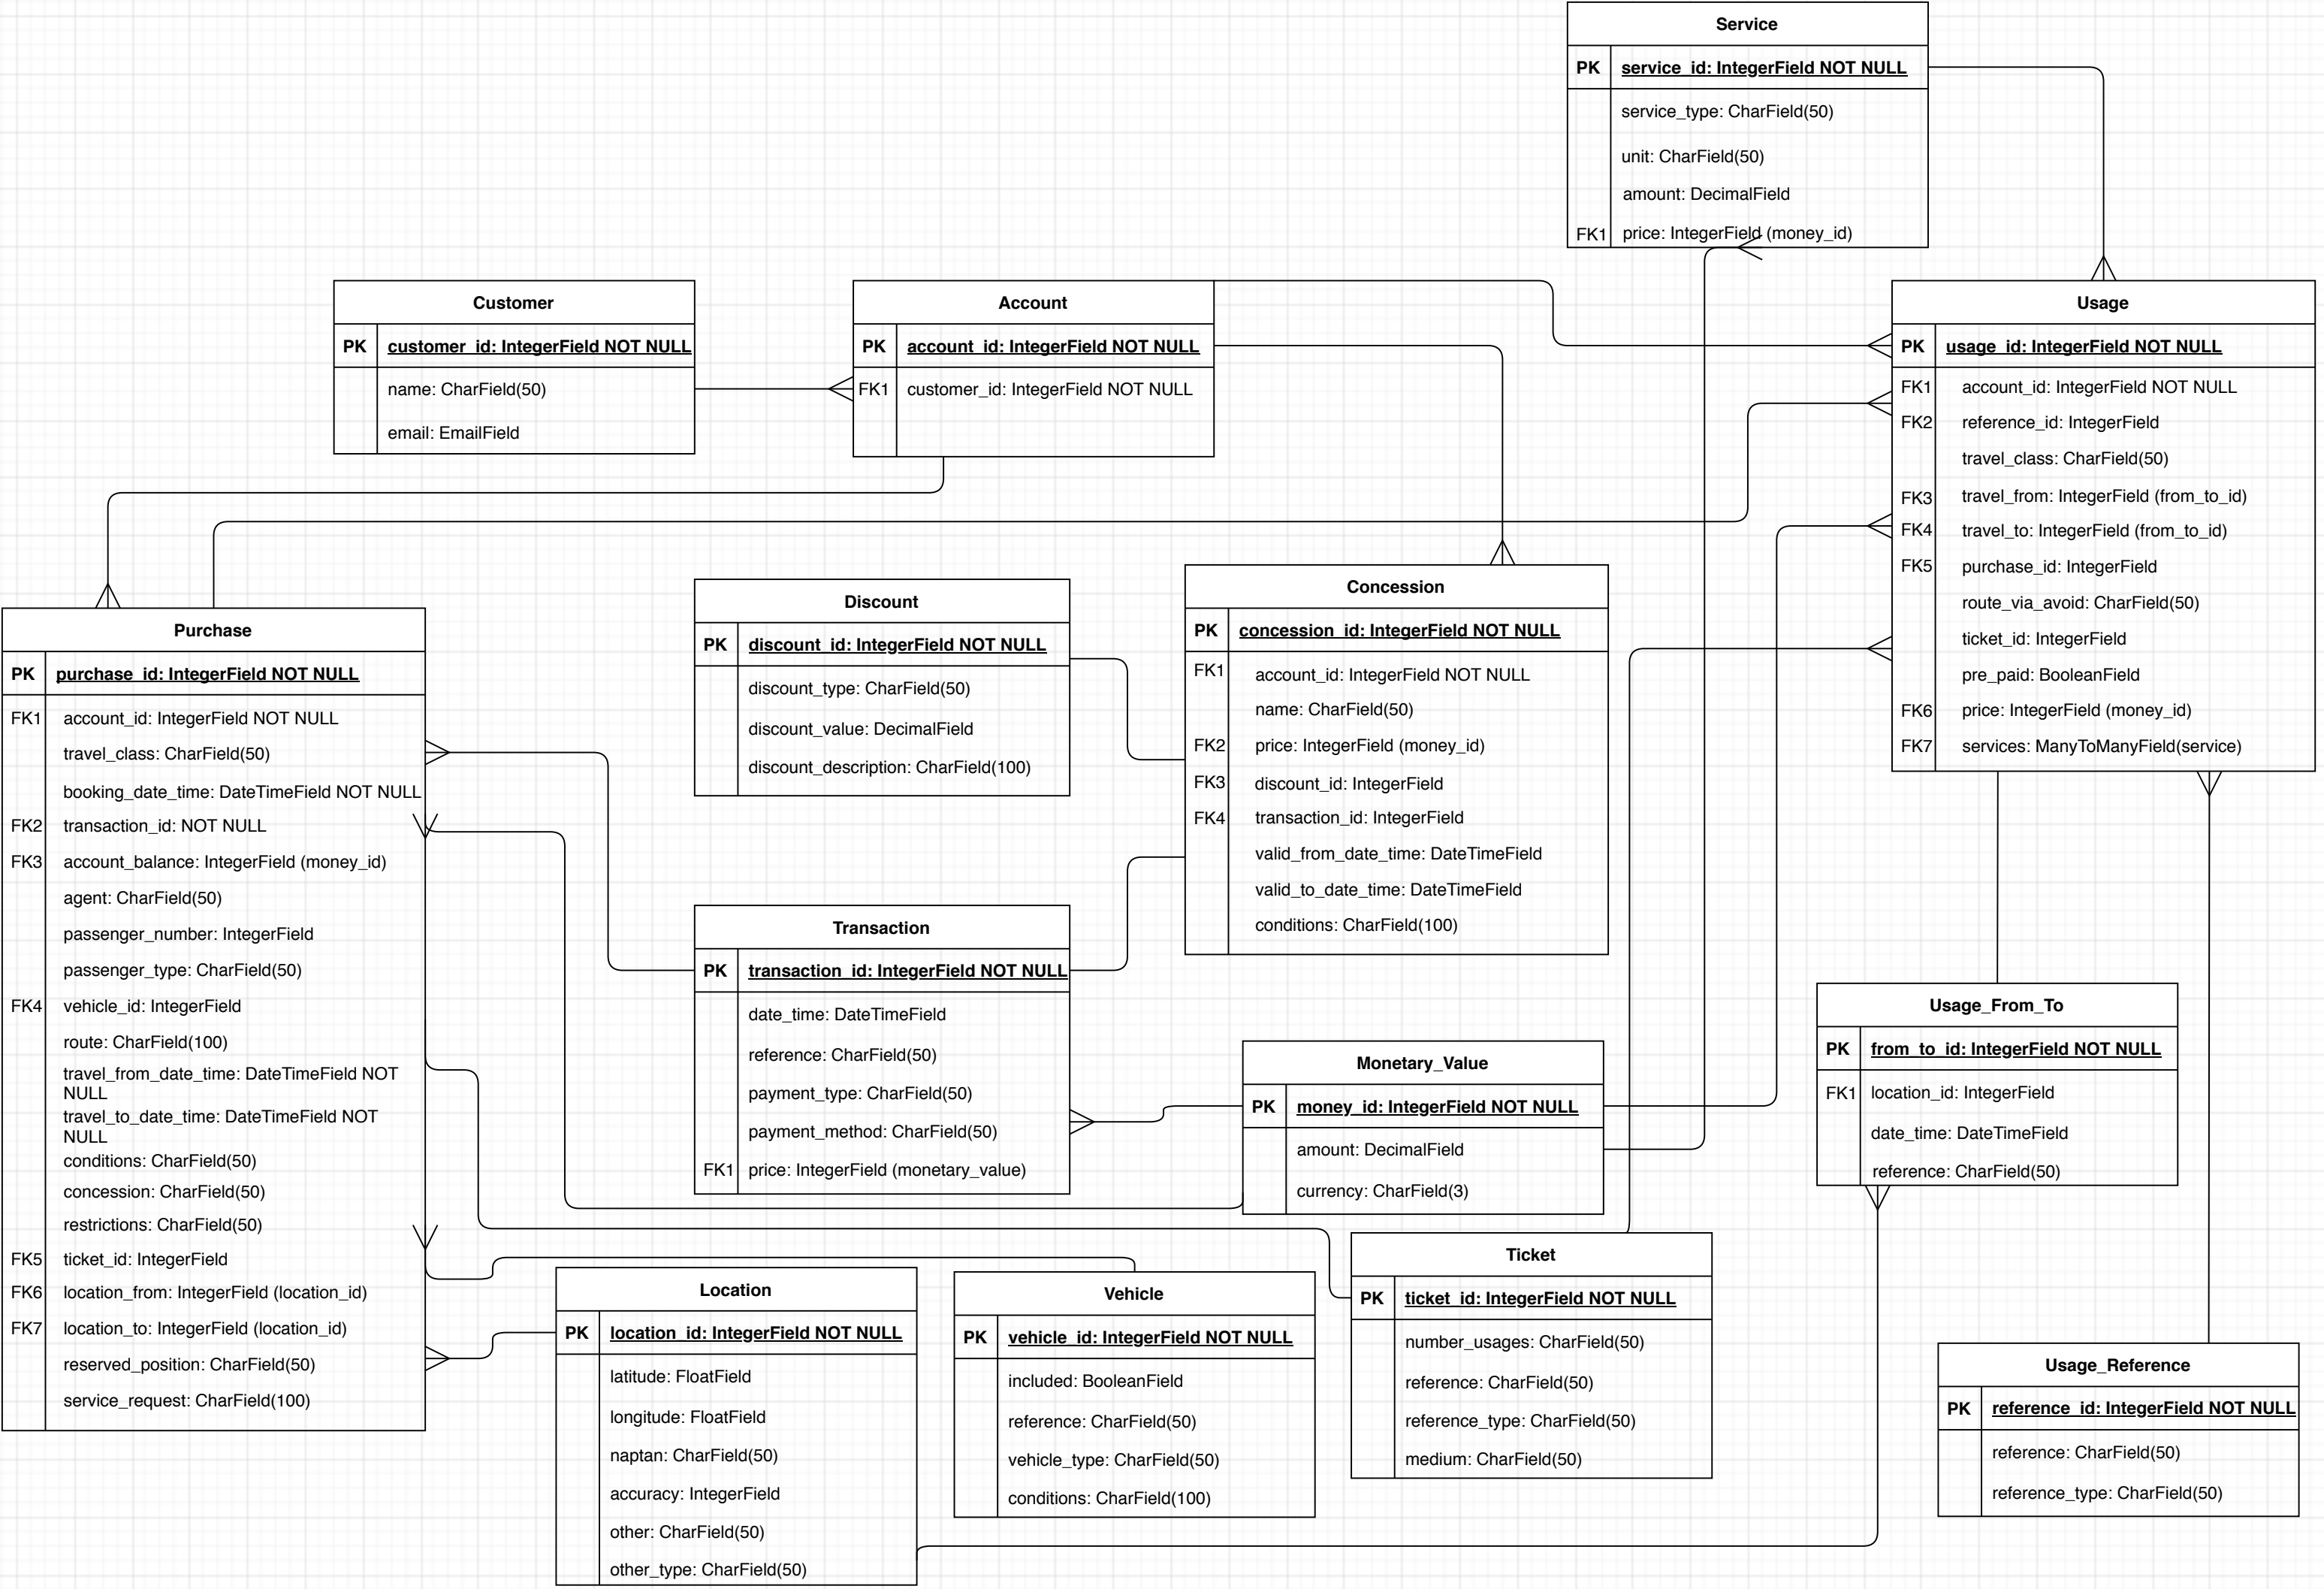 Service
PK service_id: IntegerField NOT NULL
service_type: CharField(50)
unit: CharField(50)
amount: DecimalField
FK1 price: IntegerField (money_id)
Customer
PK customer_id: IntegerField NOT NULL
name: CharField(50)
email: EmailField
Account
PK account_id: IntegerField NOT NULL
FK1 customer_id: IntegerField NOT NULL
Usage
PK usage_id: IntegerField NOT NULL
FK1 account_id: IntegerField NOT NULL
FK2 reference_id: IntegerField
travel_class: CharField(50)
FK3 travel_from: IntegerField (from_to_id)
FK4 travel_to: IntegerField (from_to_id)
FK5 purchase_id: IntegerField
route_via_avoid: CharField(50)
ticket_id: IntegerField
pre_paid: BooleanField
FK6 price: IntegerField (money_id)
FK7 services: ManyToManyField(service)
Purchase
PK purchase_id: IntegerField NOT NULL
FK1 account_id: IntegerField NOT NULL
travel_class: CharField(50)
booking_date_time: DateTimeField NOT NULL
FK2 transaction_id: NOT NULL
FK3 account_balance: IntegerField (money_id)
agent: CharField(50)
passenger_number: IntegerField
passenger_type: CharField(50)
FK4 vehicle_id: IntegerField
route: CharField(100)
travel_from_date_time: DateTimeField NOT
NULL
travel_to_date_time: DateTimeField NOT
NULL
conditions: CharField(50)
concession: CharField(50)
restrictions: CharField(50)
FK5 ticket_id: IntegerField
FK6 location_from: IntegerField (location_id)
FK7 location_to: IntegerField (location_id)
reserved_position: CharField(50)
service_request: CharField(100)
Discount
PK discount_id: IntegerField NOT NULL
discount_type: CharField(50)
discount_value: DecimalField
discount_description: CharField(100)
Concession
PK concession_id: IntegerField NOT NULL
FK1 account_id: IntegerField NOT NULL
name: CharField(50)
FK2 price: IntegerField (money_id)
FK3 discount_id: IntegerField
FK4 transaction_id: IntegerField
valid_from_date_time: DateTimeField
valid_to_date_time: DateTimeField
conditions: CharField(100)
Transaction
PK transaction_id: IntegerField NOT NULL
date_time: DateTimeField
reference: CharField(50)
payment_type: CharField(50)
payment_method: CharField(50)
FK1 price: IntegerField (monetary_value)
Monetary_Value
PK money_id: IntegerField NOT NULL
amount: DecimalField
currency: CharField(3)
Usage_From_To
PK from_to_id: IntegerField NOT NULL
FK1 location_id: IntegerField
date_time: DateTimeField
reference: CharField(50)
Location
PK location_id: IntegerField NOT NULL
latitude: FloatField
longitude: FloatField
naptan: CharField(50)
accuracy: IntegerField
other: CharField(50)
other_type: CharField(50)
Vehicle
PK vehicle_id: IntegerField NOT NULL
included: BooleanField
reference: CharField(50)
vehicle_type: CharField(50)
conditions: CharField(100)
Ticket
PK ticket_id: IntegerField NOT NULL
number_usages: CharField(50)
reference: CharField(50)
reference_type: CharField(50)
medium: CharField(50)
Usage_Reference
PK reference_id: IntegerField NOT NULL
reference: CharField(50)
reference_type: CharField(50)